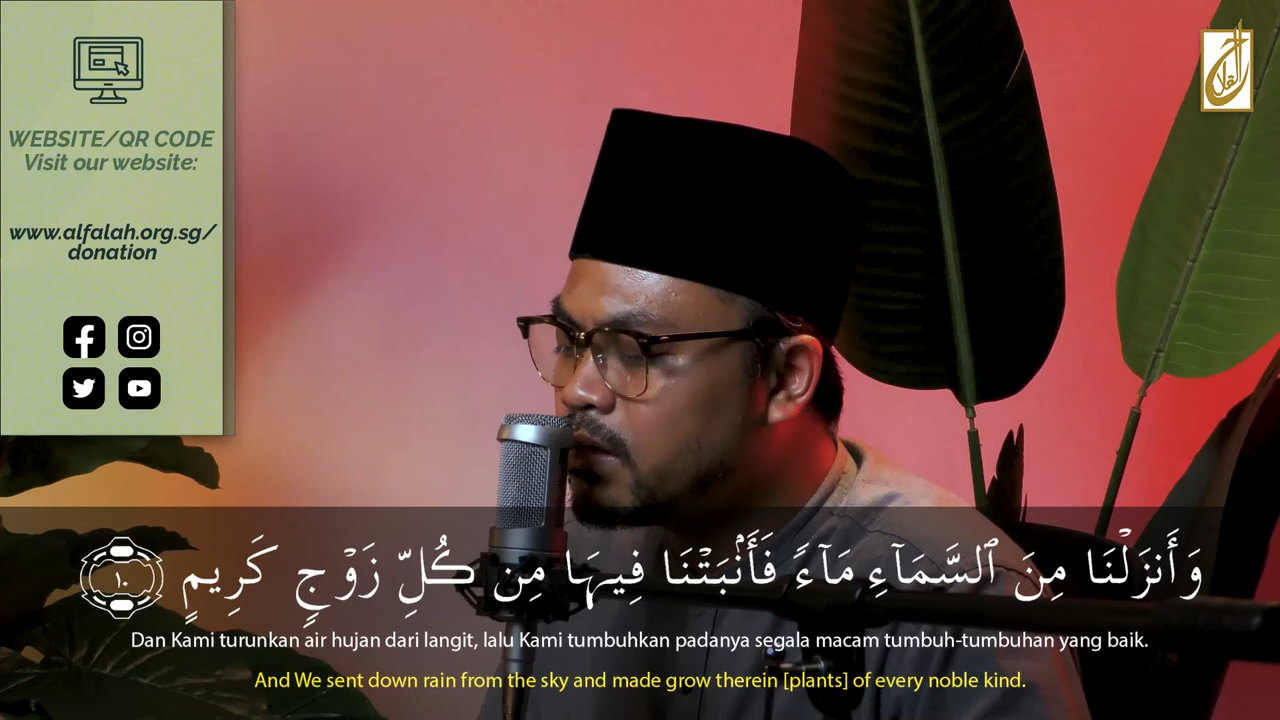 WEBSITE/QR CODE
Visit our website:
www.alfalah.org.sg/
donation
الفلاح
وَأَنزَلْنَا مِنَ ٱلسَّمَآءِ مَآءً فَأَنۢبَتْنَا فِيهَا مِن كُلِّ زَوْجٍ كَرِيمٍ ١٠
Dan Kami turunkan air hujan dari langit, lalu Kami tumbuhkan padanya segala macam tumbuh-tumbuhan yang baik.
And We sent down rain from the sky and made grow therein [plants] of every noble kind.